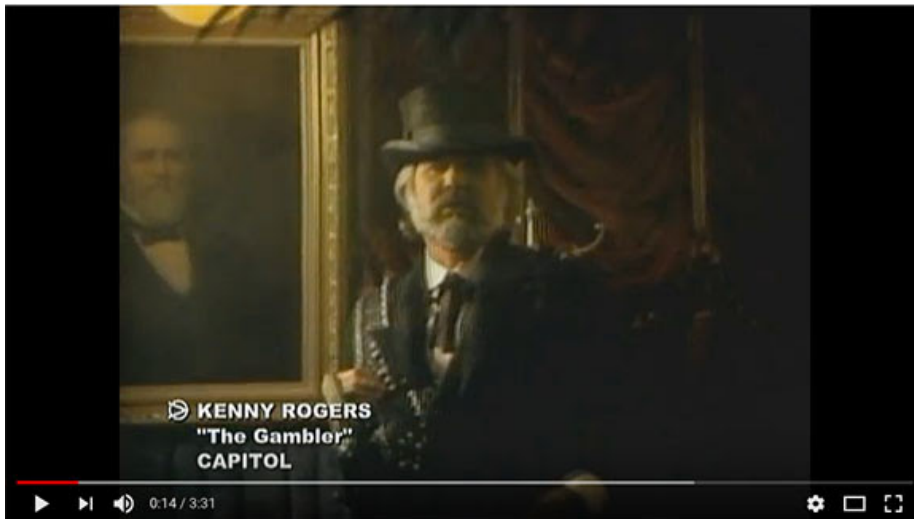 KENNY ROGERS
"The Gambler"
CAPITOL
0:14 / 3:31